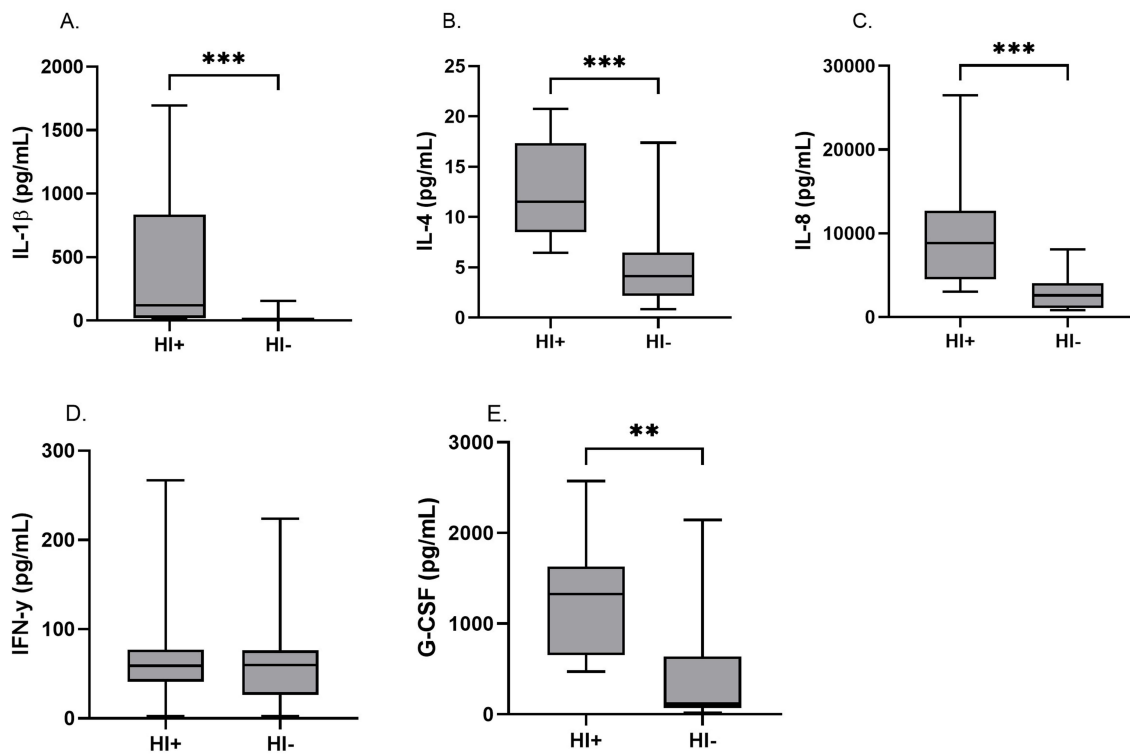 A.
IL-1β (pg/mL)
2000
1500
1000
500
0
***
HI+ HI-
B.
IL-4 (pg/mL)
25
20
15
10
5
0
***
HI+ HI-
C.
IL-8 (pg/mL)
30000
20000
10000
0
***
HI+ HI-
D.
IFN-y (pg/mL)
300
200
100
0
HI+ HI-
E.
G-CSF (pg/mL)
3000
2000
1000
0
**
HI+ HI-